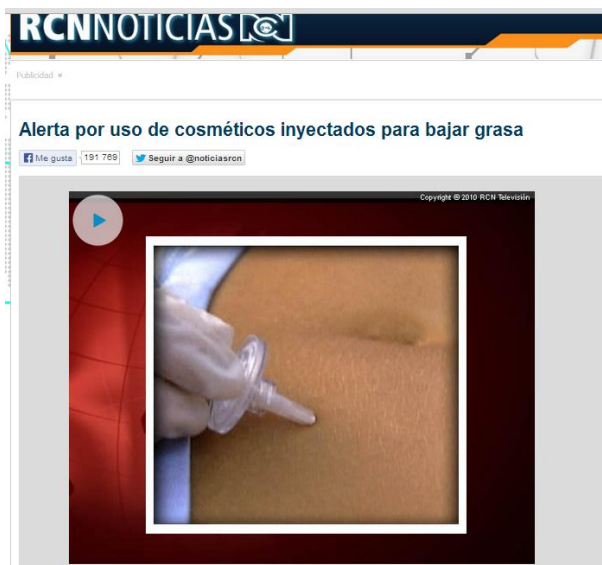 RCNNOTICIAS
Publicidad
Alerta por uso de cosméticos inyectados para bajar grasa
Me gusta 191 769 Seguir a @noticiasrcn
Copyright © 2010 RCN Televisión